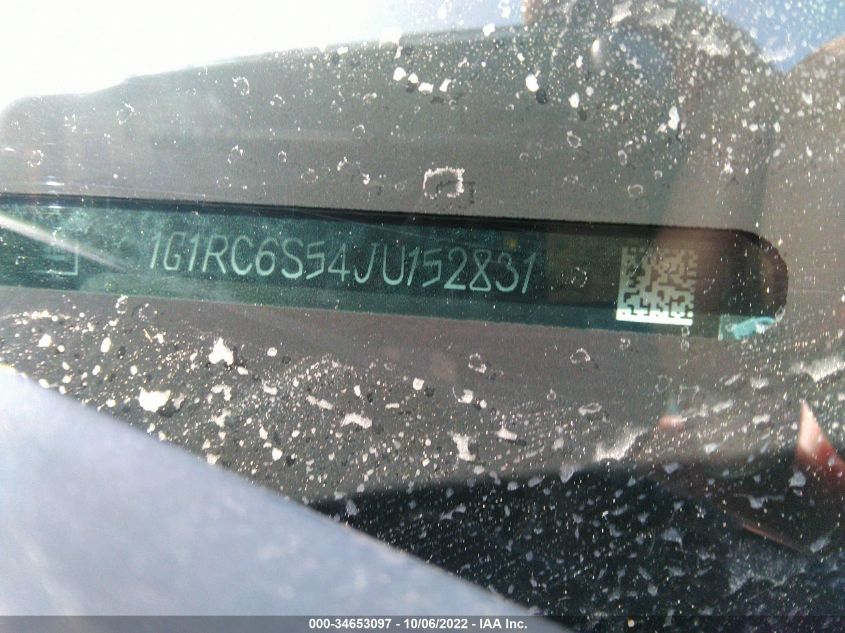 1G1RC6S54JU152831
000-34653097 - 10/06/2022 - IAA Inc.